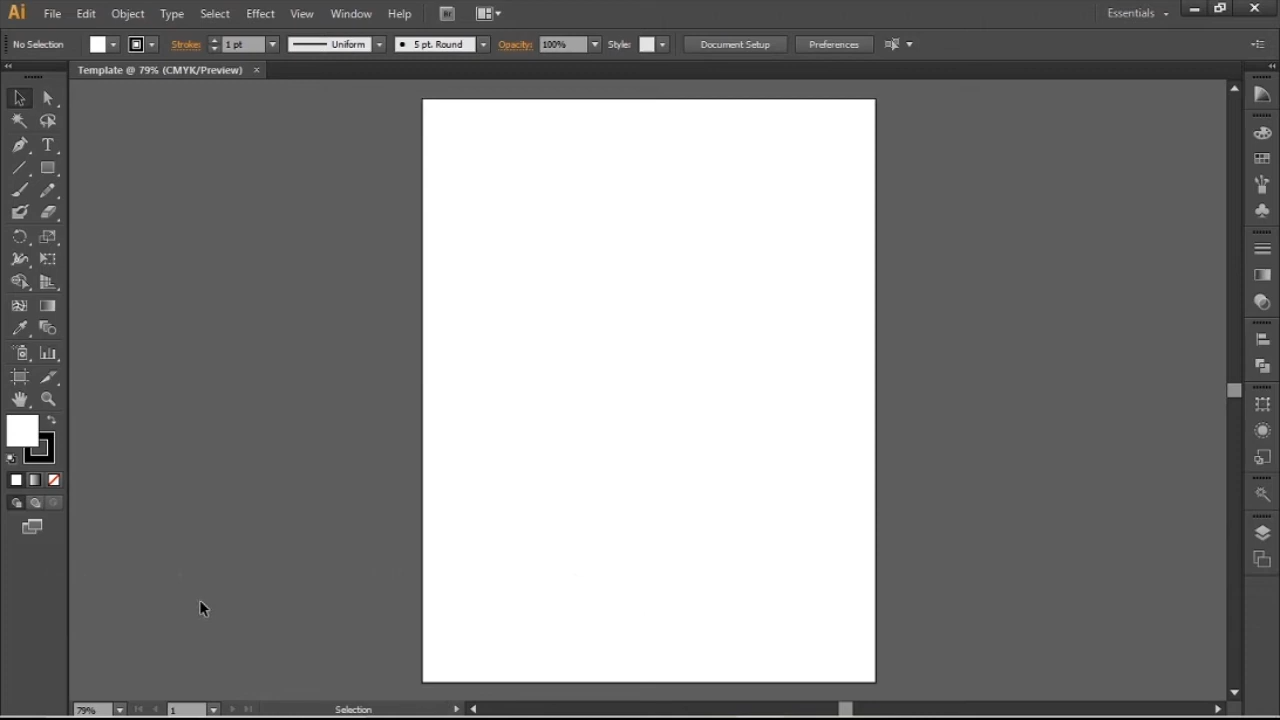 Ai File Edit Object Type Select Effect View Window Help Br Essentials
No Selection Stroke: 1 pt Uniform 5 pt. Round Opacity: 100% Style: Document Setup Preferences
Template @ 79% (CMYK/Preview)
T
79% 1 Selection